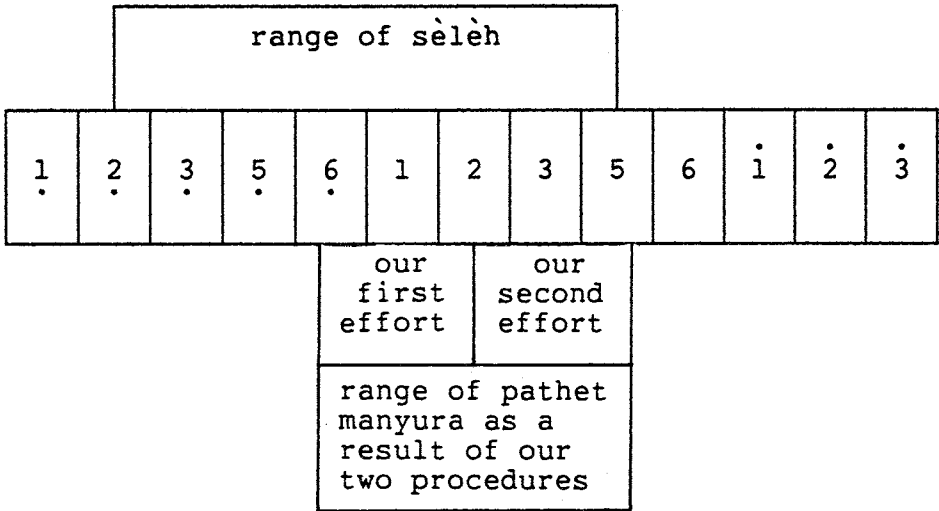 range of sèlèh
1̣ 2̣ 3̣ 5̣ 6̣ 1 2 3 5 6 1̇ 2̇ 3̇
our our
first second
effort effort
range of pathet
manyura as a
result of our
two procedures